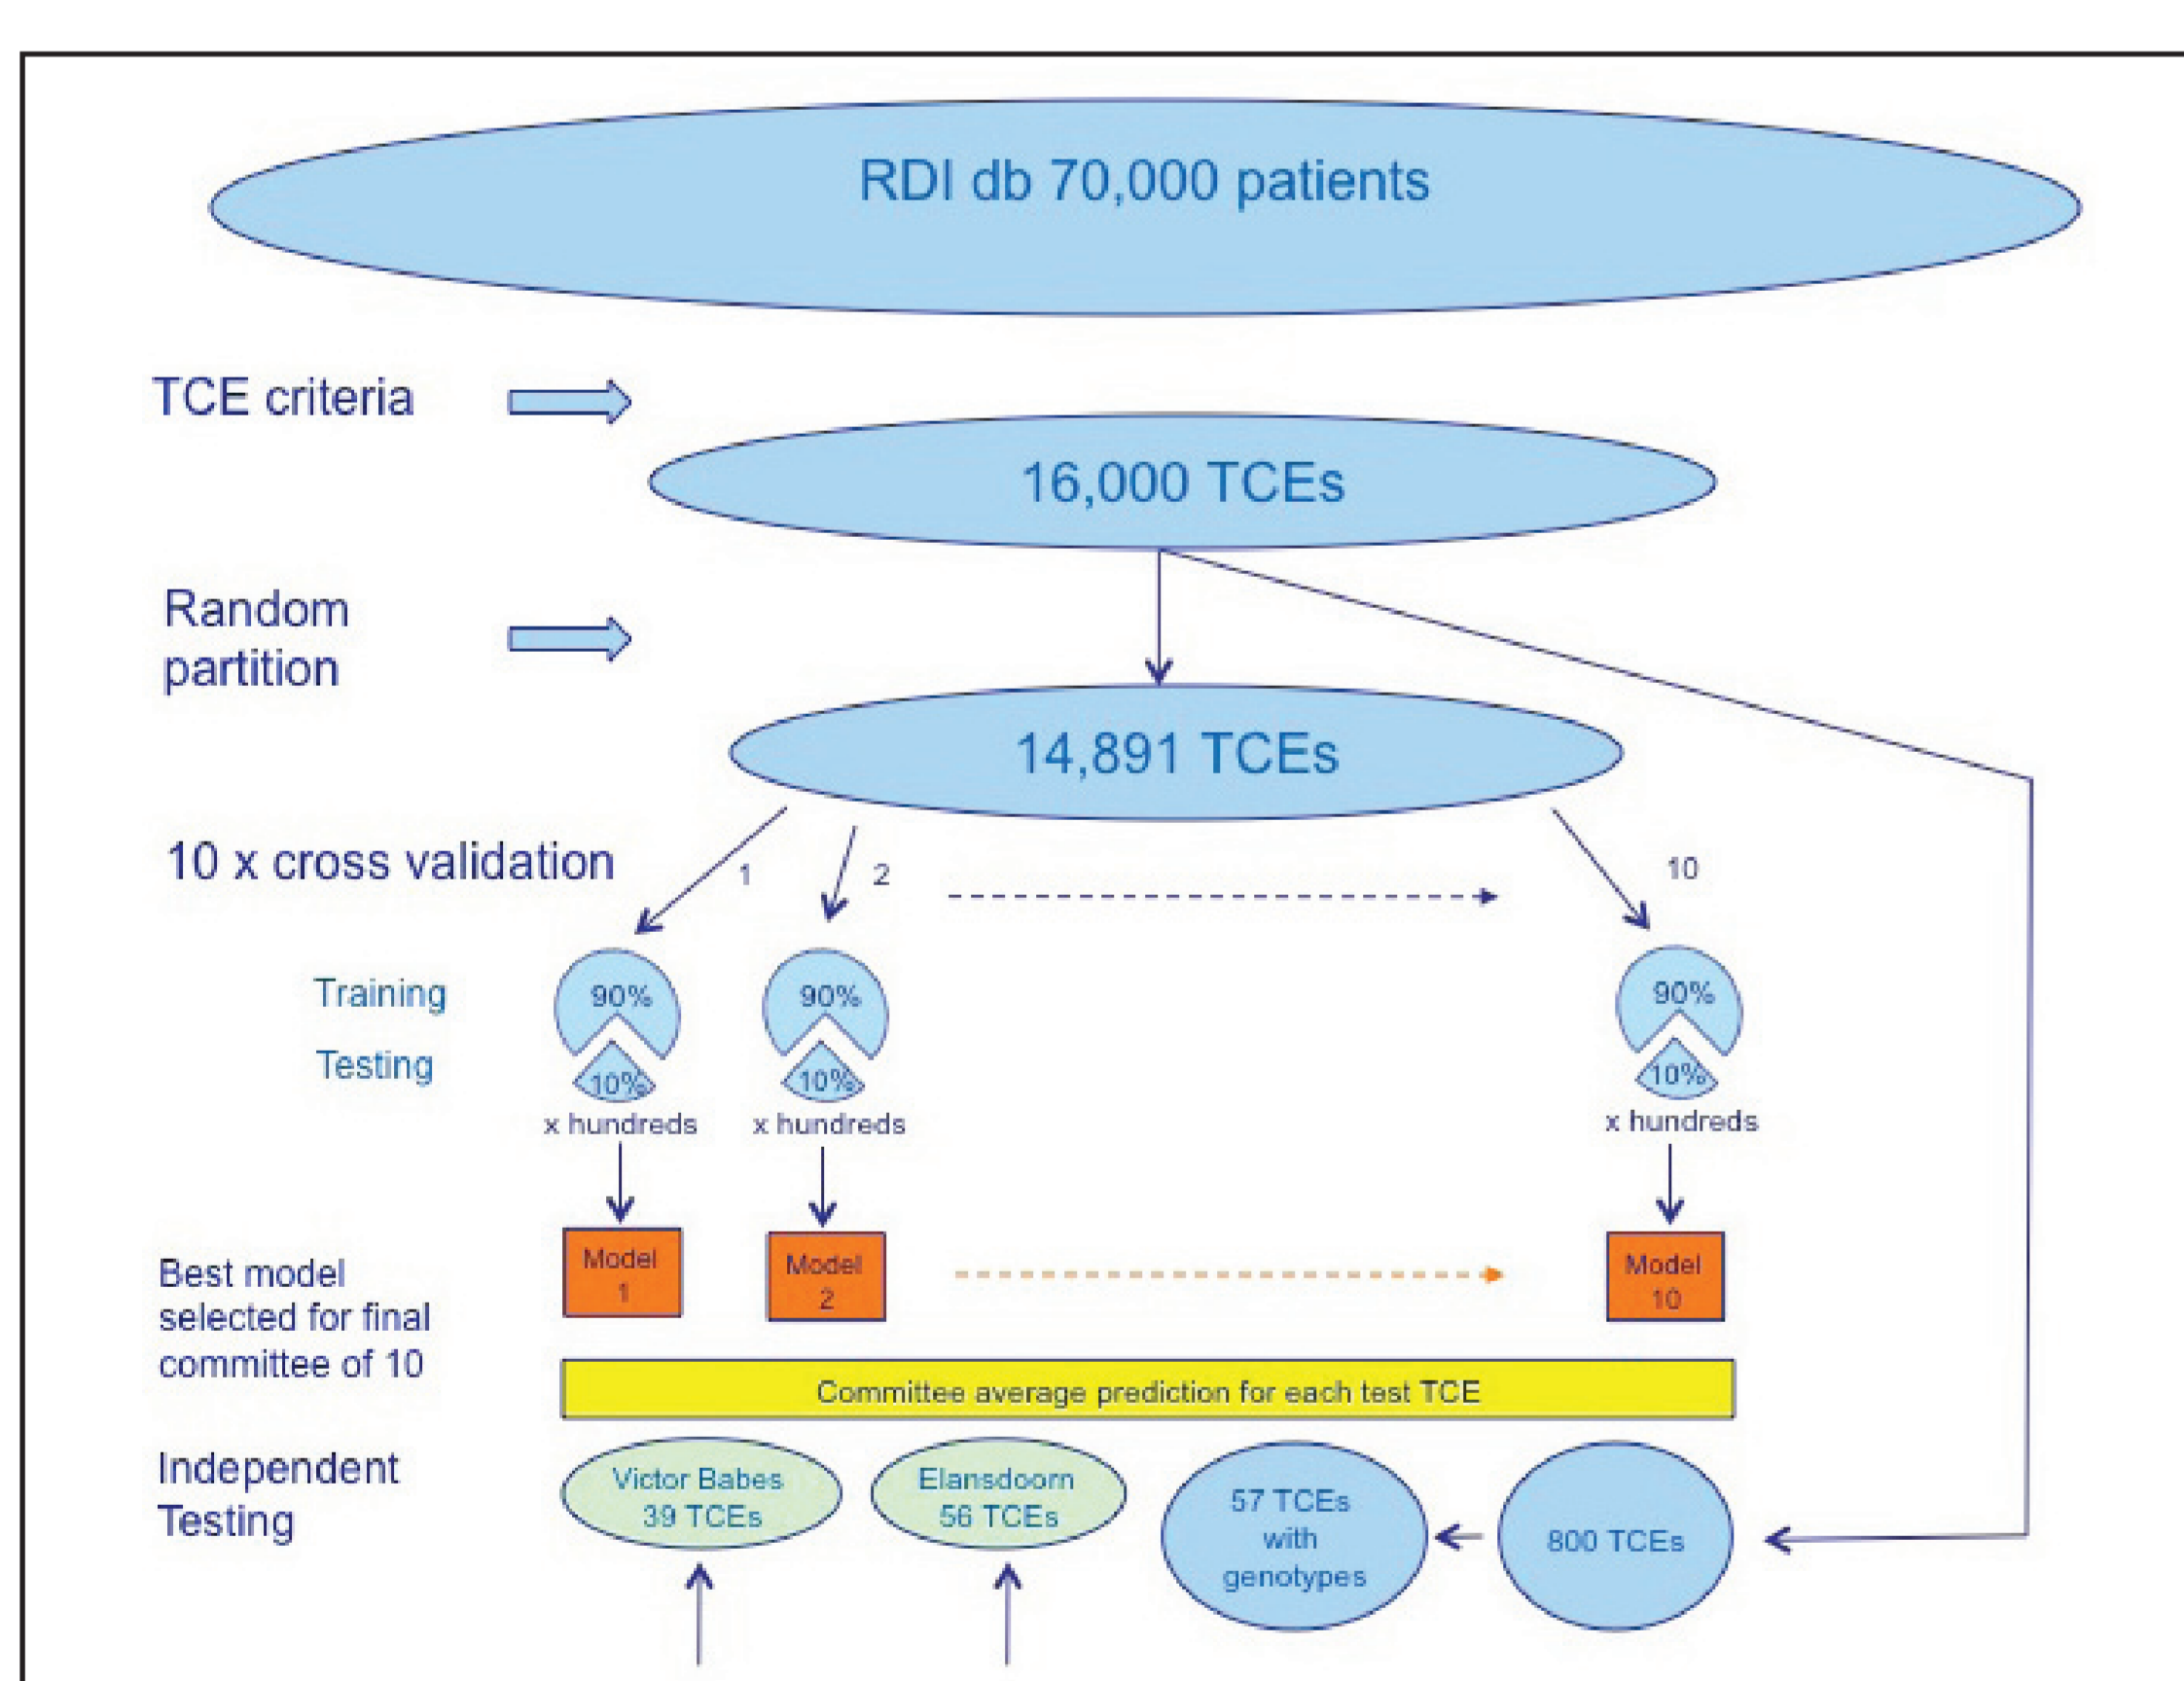 RDI db 70,000 patients
TCE criteria
16,000 TCEs
Random
partition
14,891 TCEs
10 x cross validation
1
2
10
Training
90%
90%
90%
Testing
10%
10%
10%
x hundreds
x hundreds
x hundreds
Model
1
Model
2
Model
10
Best model
selected for final
committee of 10
Committee average prediction for each test TCE
Independent
Testing
Victor Babes
39 TCEs
Elansdoorn
56 TCEs
57 TCEs
with
genotypes
800 TCEs